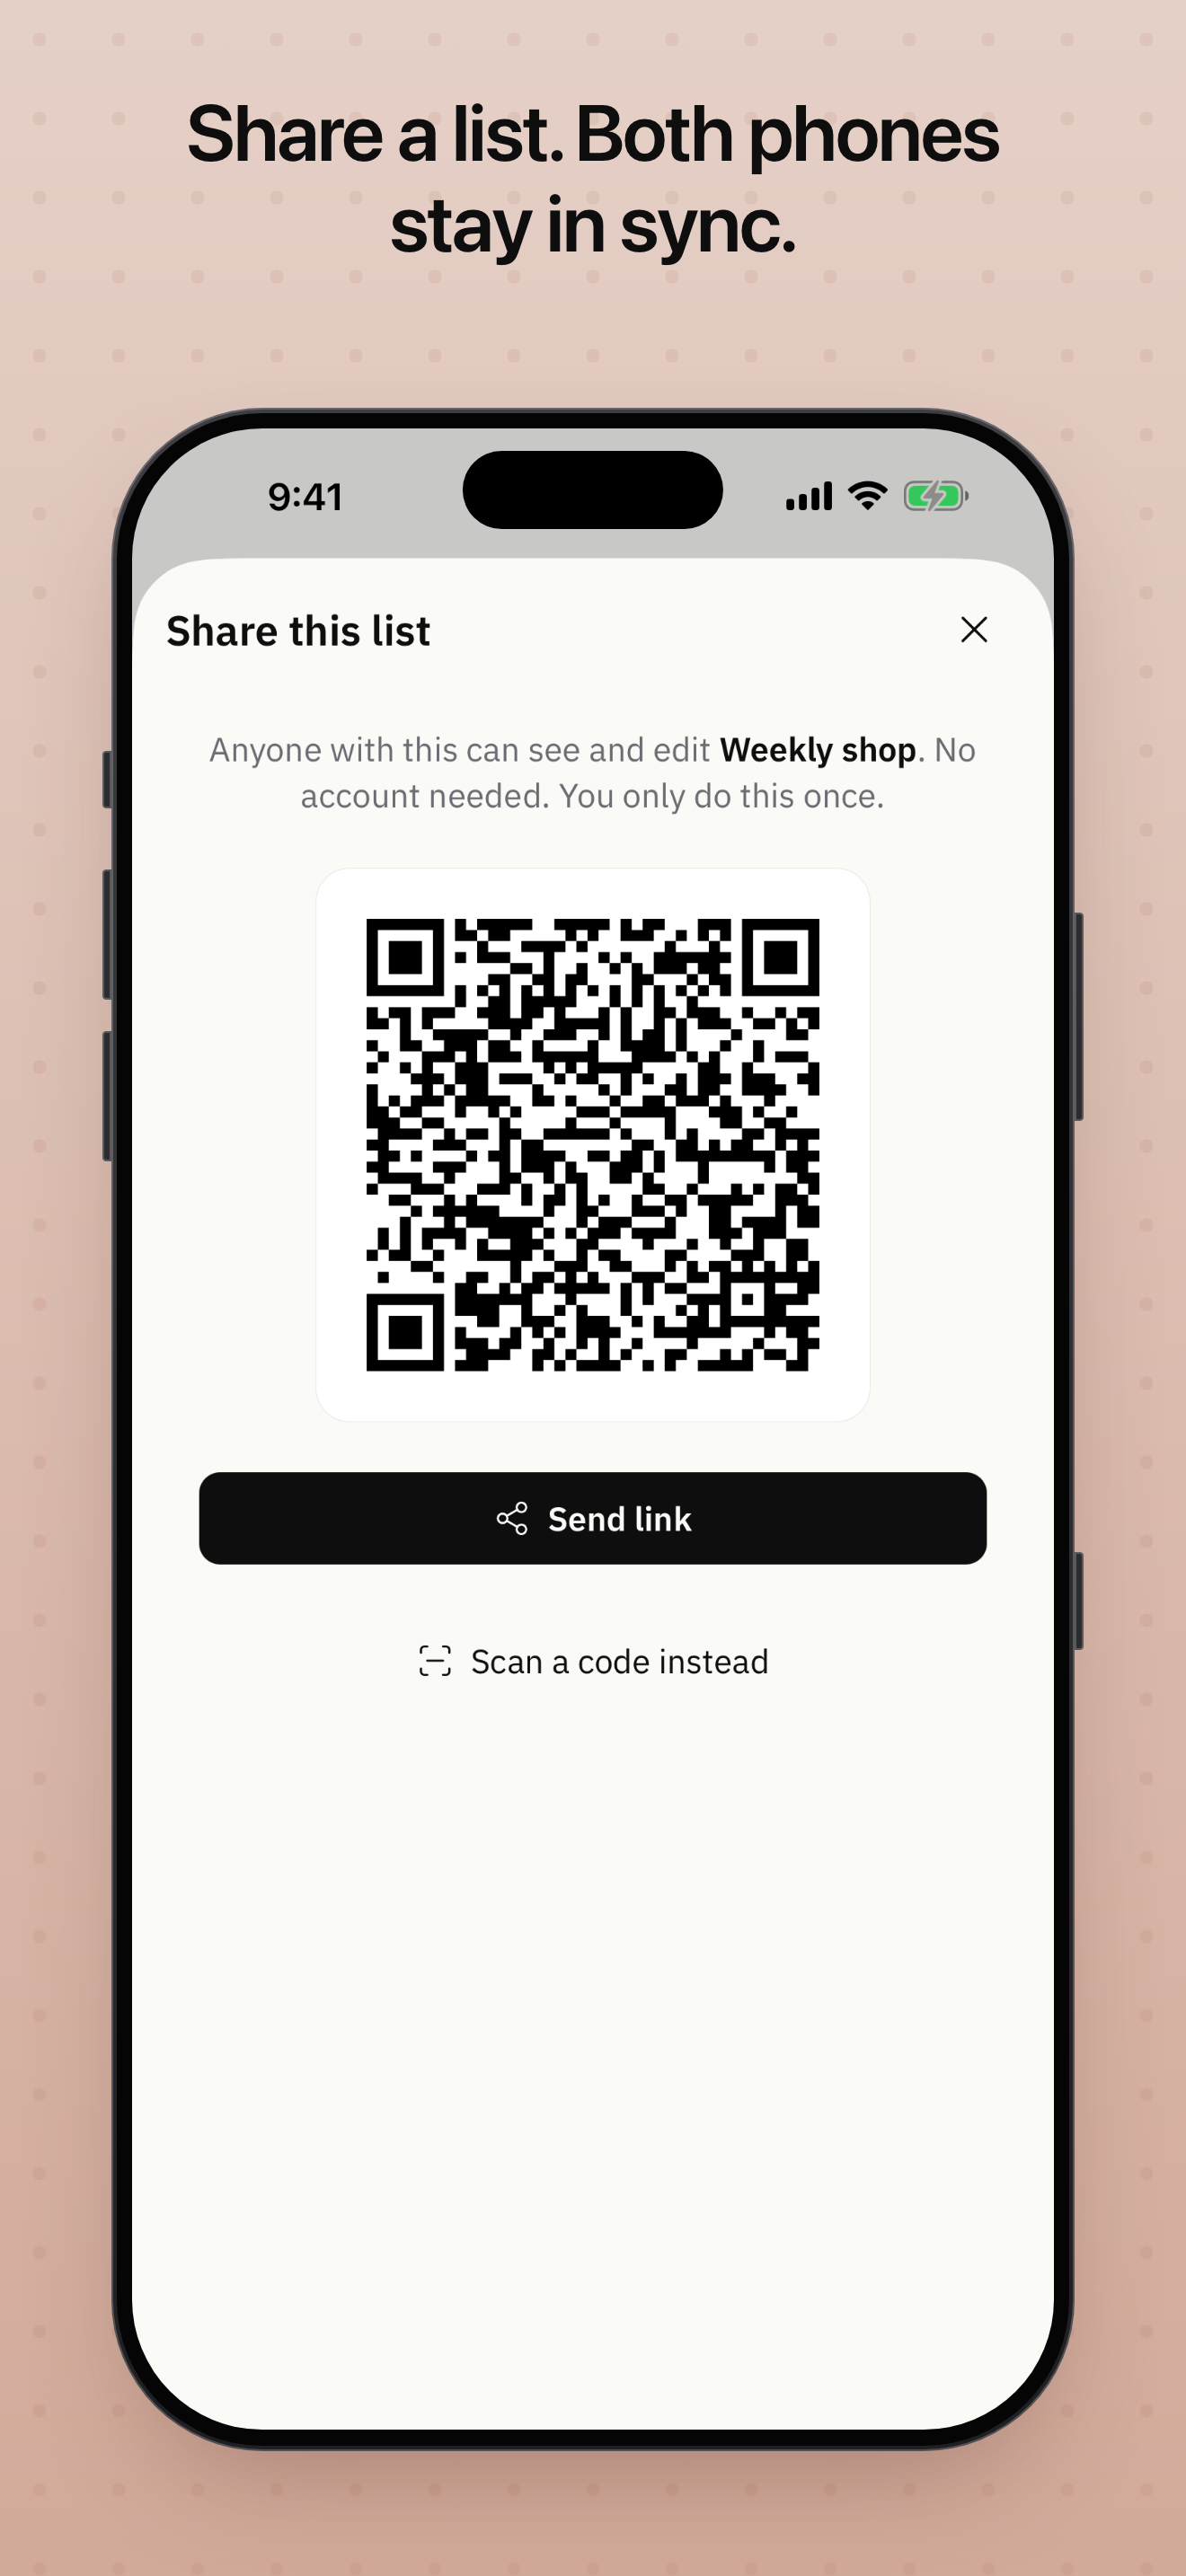 Share a list. Both phones
stay in sync.
9:41
Share this list
Anyone with this can see and edit Weekly shop. No
account needed. You only do this once.
Send link
Scan a code instead